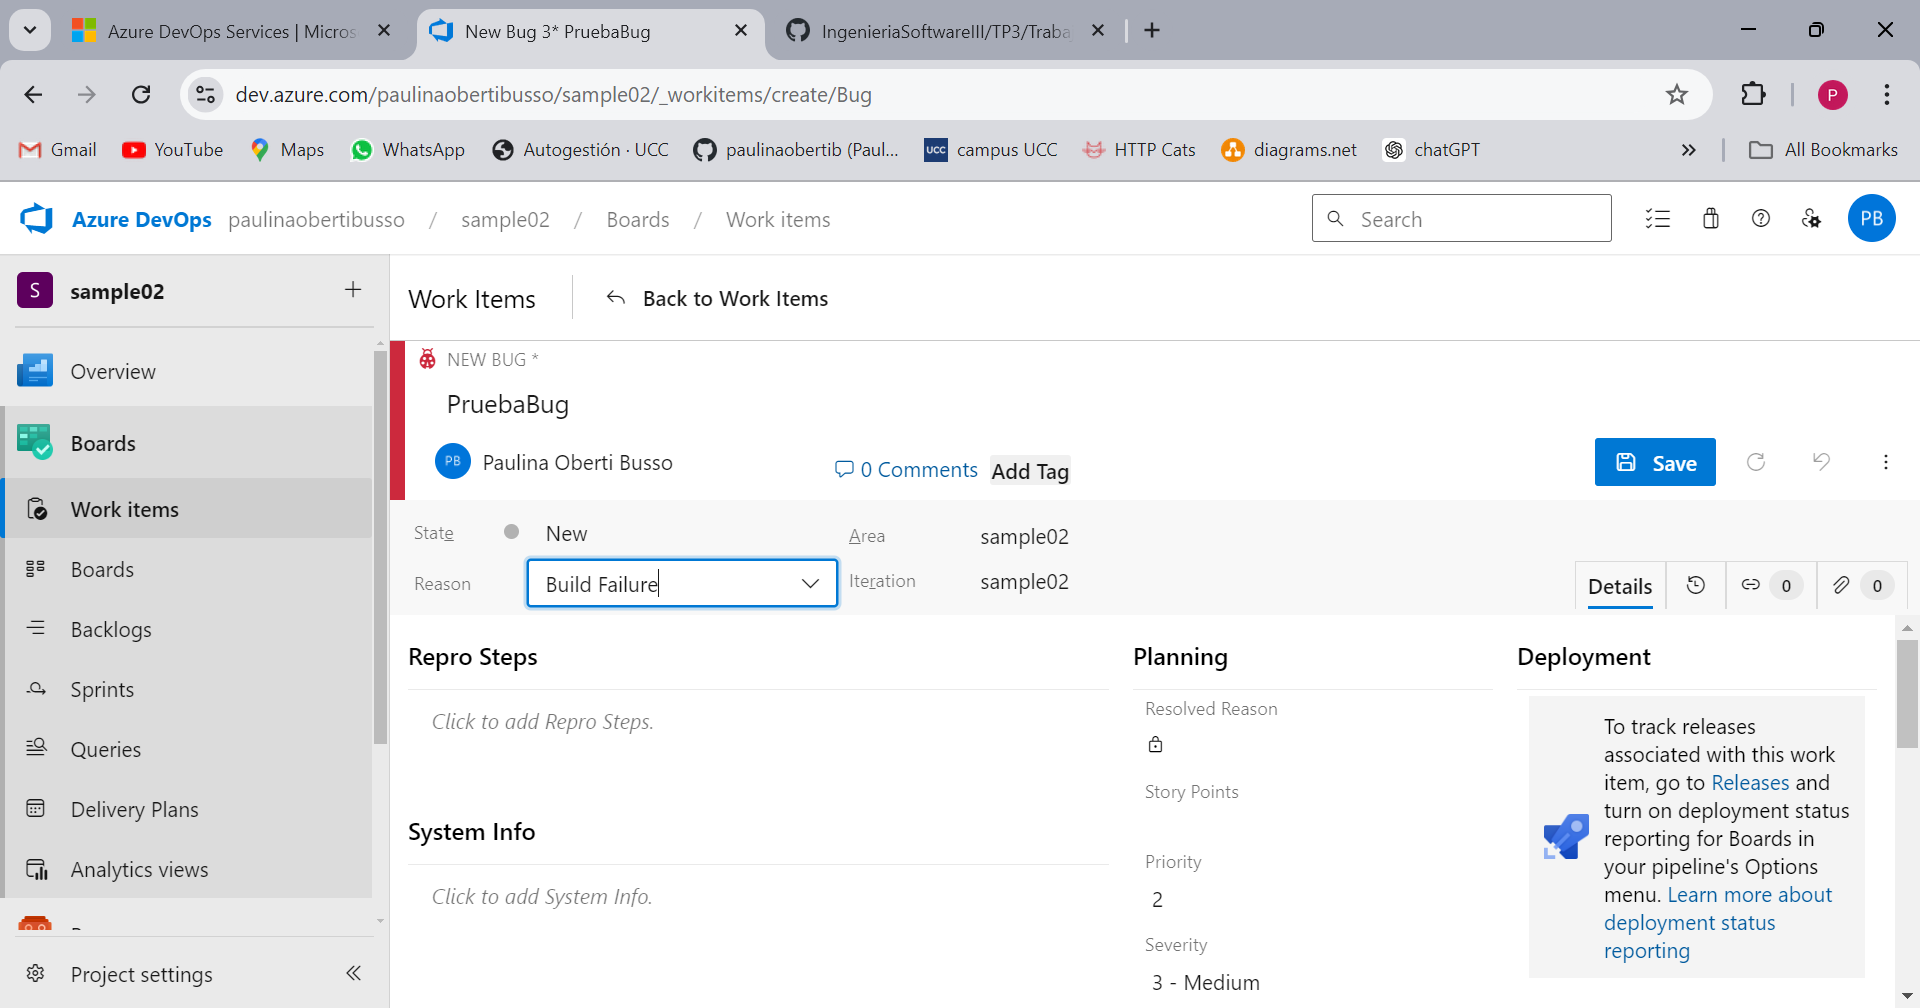 Azure DevOps Services | Micros
New Bug 3* PruebaBug
IngenieriaSoftwareIII/TP3/Traba
dev.azure.com/paulinaobertibusso/sample02/_workitems/create/Bug
P
Gmail
YouTube
Maps
WhatsApp
Autogestión · UCC
paulinaobertib (Paul...
UCC campus UCC
HTTP Cats
diagrams.net
chatGPT
»
All Bookmarks
Azure DevOps paulinaobertibusso / sample02 / Boards / Work items
Search
PB
S sample02
Overview
Boards
Work items
Boards
Backlogs
Sprints
Queries
Delivery Plans
Analytics views
Project settings
Work Items
Back to Work Items
NEW BUG *
PruebaBug
PB Paulina Oberti Busso
0 Comments
Add Tag
Save
State New
Area sample02
Reason Build Failure
Iteration sample02
Details
0
0
Repro Steps
Click to add Repro Steps.
System Info
Click to add System Info.
Planning
Resolved Reason
Story Points
Priority
2
Severity
3 - Medium
Deployment
To track releases
associated with this work
item, go to Releases and
turn on deployment status
reporting for Boards in
your pipeline's Options
menu. Learn more about
deployment status
reporting